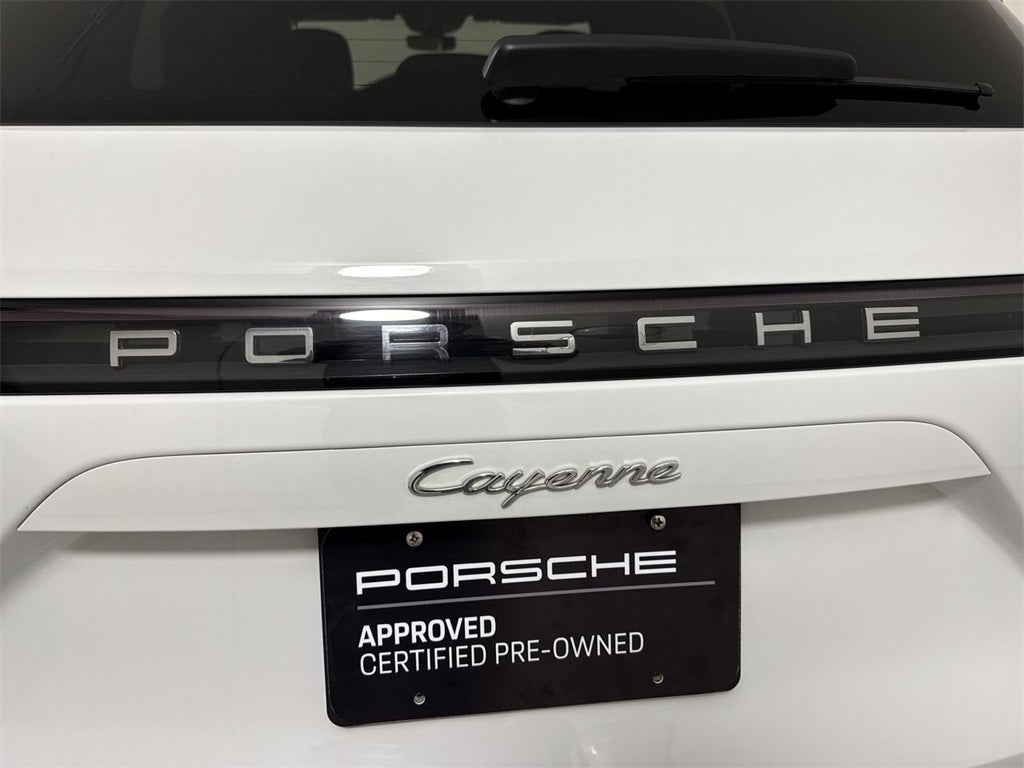 PORSCHE
Cayenne
PORSCHE
APPROVED
CERTIFIED PRE-OWNED